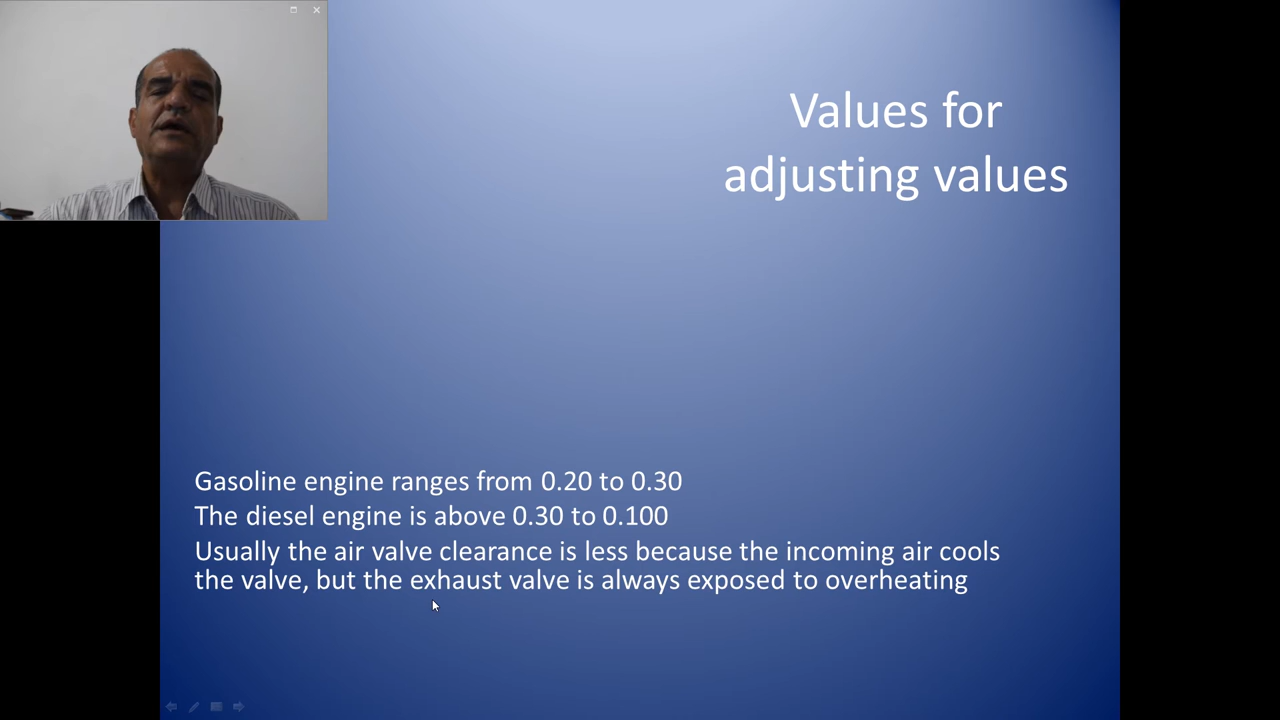 Values for
adjusting values
Gasoline engine ranges from 0.20 to 0.30
The diesel engine is above 0.30 to 0.100
Usually the air valve clearance is less because the incoming air cools
the valve, but the exhaust valve is always exposed to overheating